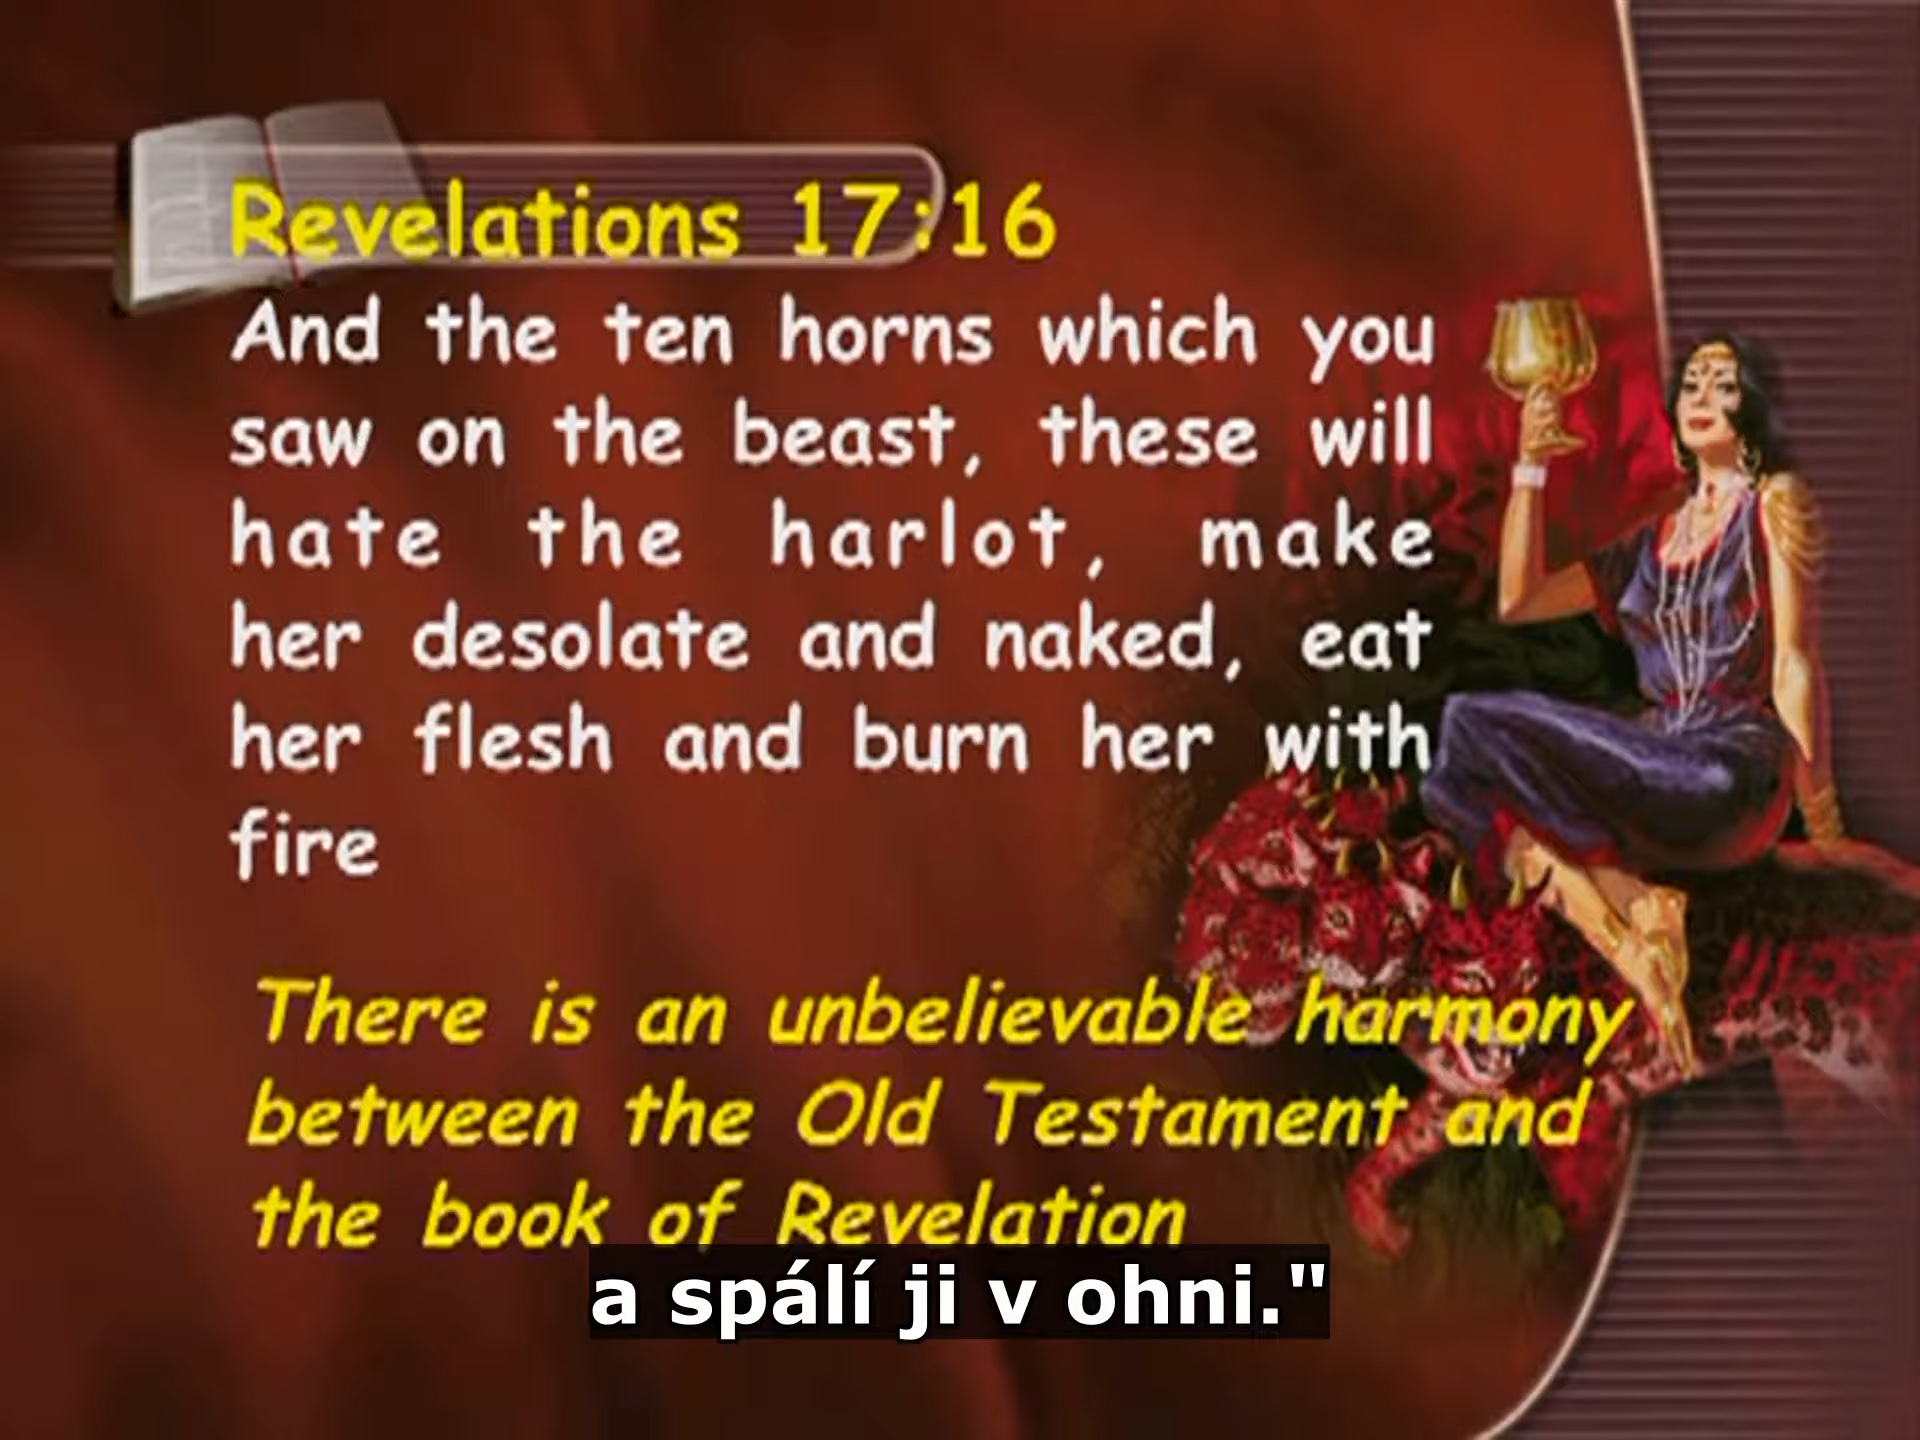 Revelations 17:16
And the ten horns which you
saw on the beast, these will
hate the harlot, make
her desolate and naked, eat
her flesh and burn her with
fire
There is an unbelievable harmony
between the Old Testament and
the book of Revelation
a spálí ji v ohni."